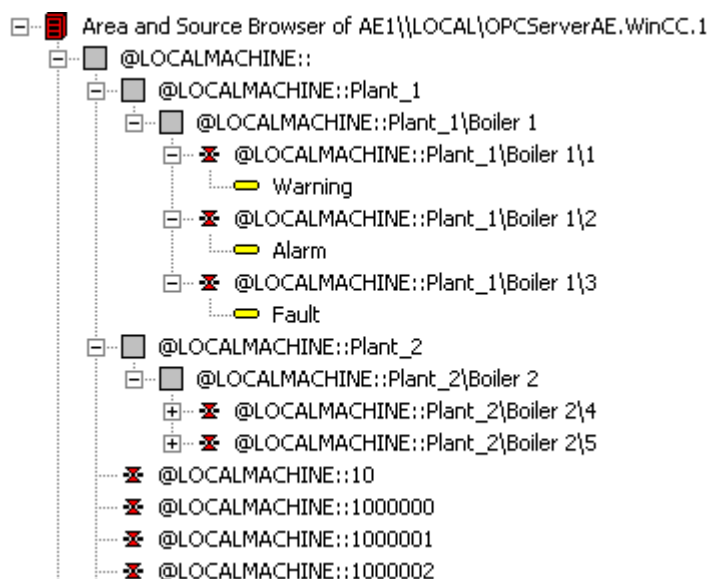 Area and Source Browser of AE1\\LOCAL\OPCServerAE.WinCC.1
@LOCALMACHINE::
@LOCALMACHINE::Plant_1
@LOCALMACHINE::Plant_1\Boiler 1
@LOCALMACHINE::Plant_1\Boiler 1\1
Warning
@LOCALMACHINE::Plant_1\Boiler 1\2
Alarm
@LOCALMACHINE::Plant_1\Boiler 1\3
Fault
@LOCALMACHINE::Plant_2
@LOCALMACHINE::Plant_2\Boiler 2
@LOCALMACHINE::Plant_2\Boiler 2\4
@LOCALMACHINE::Plant_2\Boiler 2\5
@LOCALMACHINE::10
@LOCALMACHINE::1000000
@LOCALMACHINE::1000001
@LOCALMACHINE::1000002